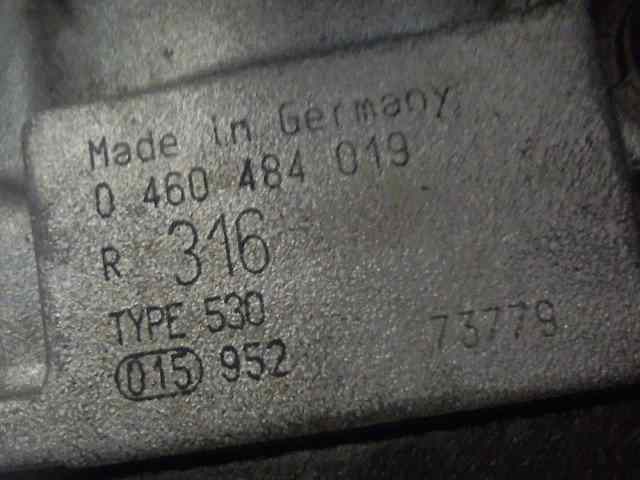 Made in Germany
0 460 484 019
R 316
TYPE 530
015 952 73779